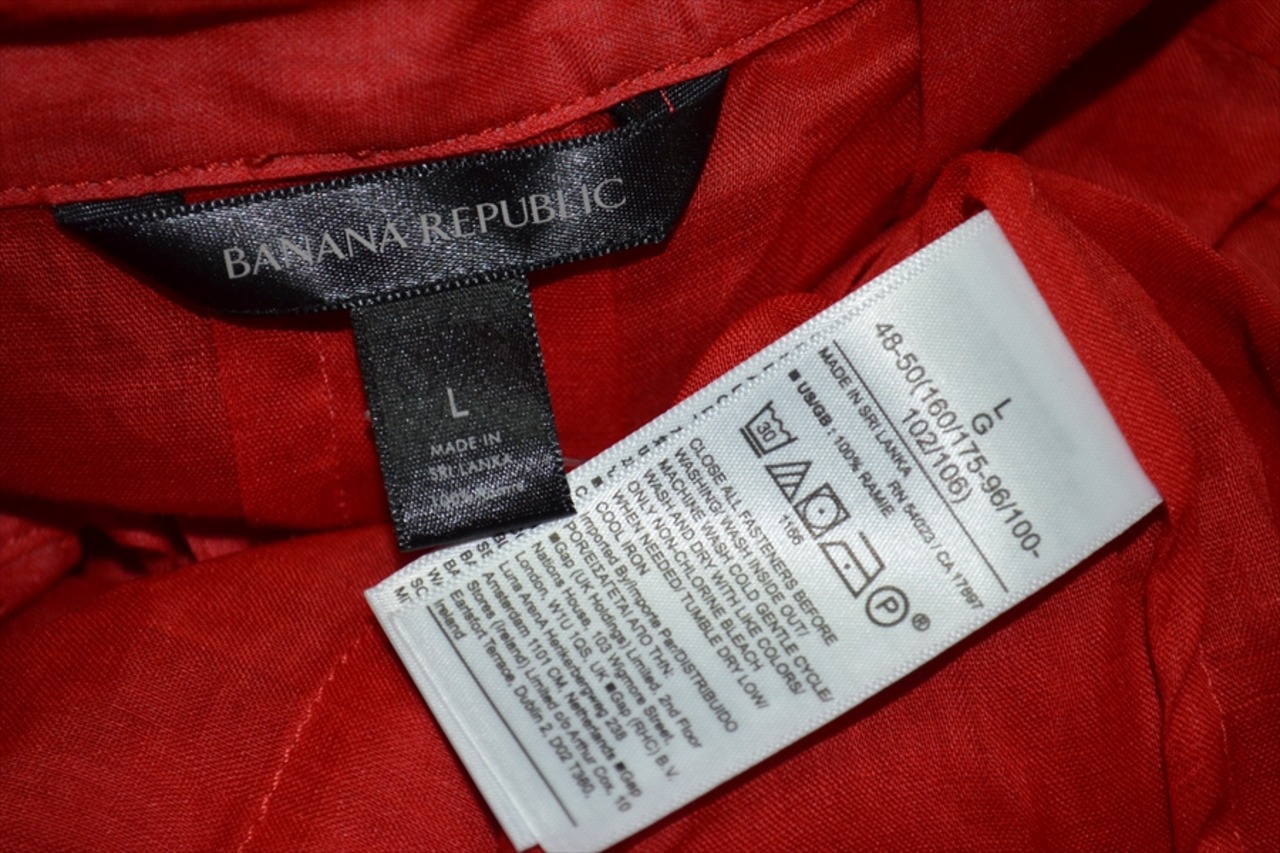 BANANA REPUBLIC
L
MADE IN
SRI LANKA
L
G
48-50(160/175-96/100-
102/106)
RN 54023 / CA 17897
MADE IN SRI LANKA
■ US/GB : 100% RAMIE
30
P
®
1166
CLOSE ALL FASTENERS BEFORE
WASHING/ WASH INSIDE OUT/
MACHINE WASH COLD GENTLE CYCLE/
WASH AND DRY WITH LIKE COLORS/
ONLY NON-CHLORINE BLEACH
WHEN NEEDED/ TUMBLE DRY LOW/
COOL IRON
Imported By/Importe Par/DISTRIBUIDO
POR/ΕΙΣΑΓΕΤΑΙ ΑΠΟ ΤΗΝ:
■Gap (UK Holdings) Limited, 2nd Floor
Nations House, 103 Wigmore Street,
London, W1U 1QS, UK ■Gap (RHC) B.V.
Luna ArenA Herikerbergweg 238
Amsterdam 1101 CM, Netherlands ■Gap
Stores (Ireland) Limited c/o Arthur Cox, 10
Earlsfort Terrace, Dublin 2, D02 T380,
Ireland